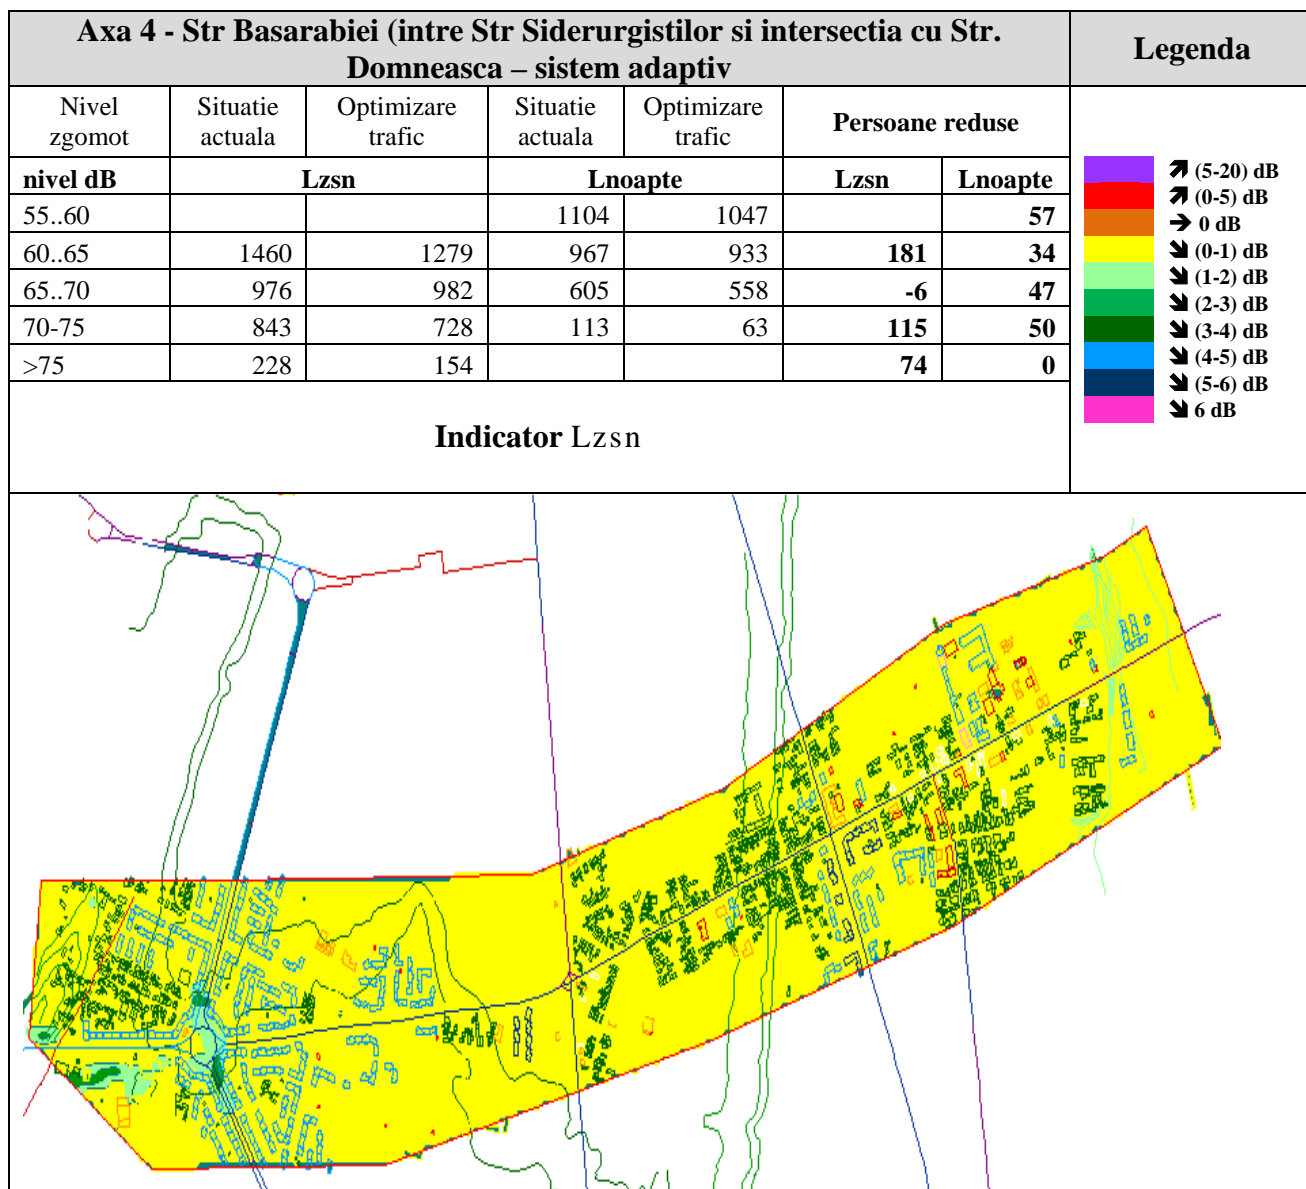 Axa 4 - Str Basarabiei (intre Str Siderurgistilor si intersectia cu Str.
Domneasca – sistem adaptiv
Legenda
Nivel zgomot Situatie actuala Optimizare trafic Situatie actuala Optimizare trafic Persoane reduse
nivel dB Lzsn Lnoapte Lzsn Lnoapte
55..60 1104 1047 57
60..65 1460 1279 967 933 181 34
65..70 976 982 605 558 -6 47
70-75 843 728 113 63 115 50
>75 228 154 74 0
Indicator Lzsn
🡽 (5-20) dB
🡽 (0-5) dB
🡺 0 dB
🡾 (0-1) dB
🡾 (1-2) dB
🡾 (2-3) dB
🡾 (3-4) dB
🡾 (4-5) dB
🡾 (5-6) dB
🡾 6 dB